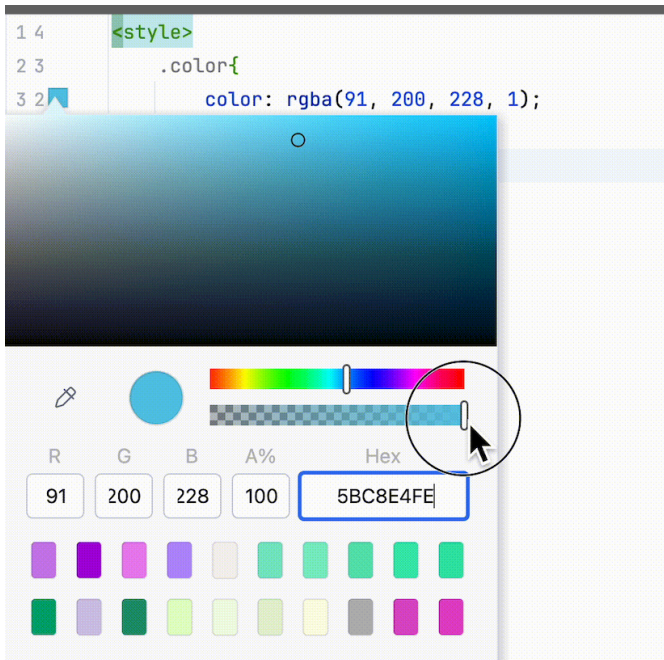 1 4 <style>
2 3 .color{
3 2 color: rgba(91, 200, 228, 1);
R G B A% Hex
91 200 228 100 5BC8E4FE